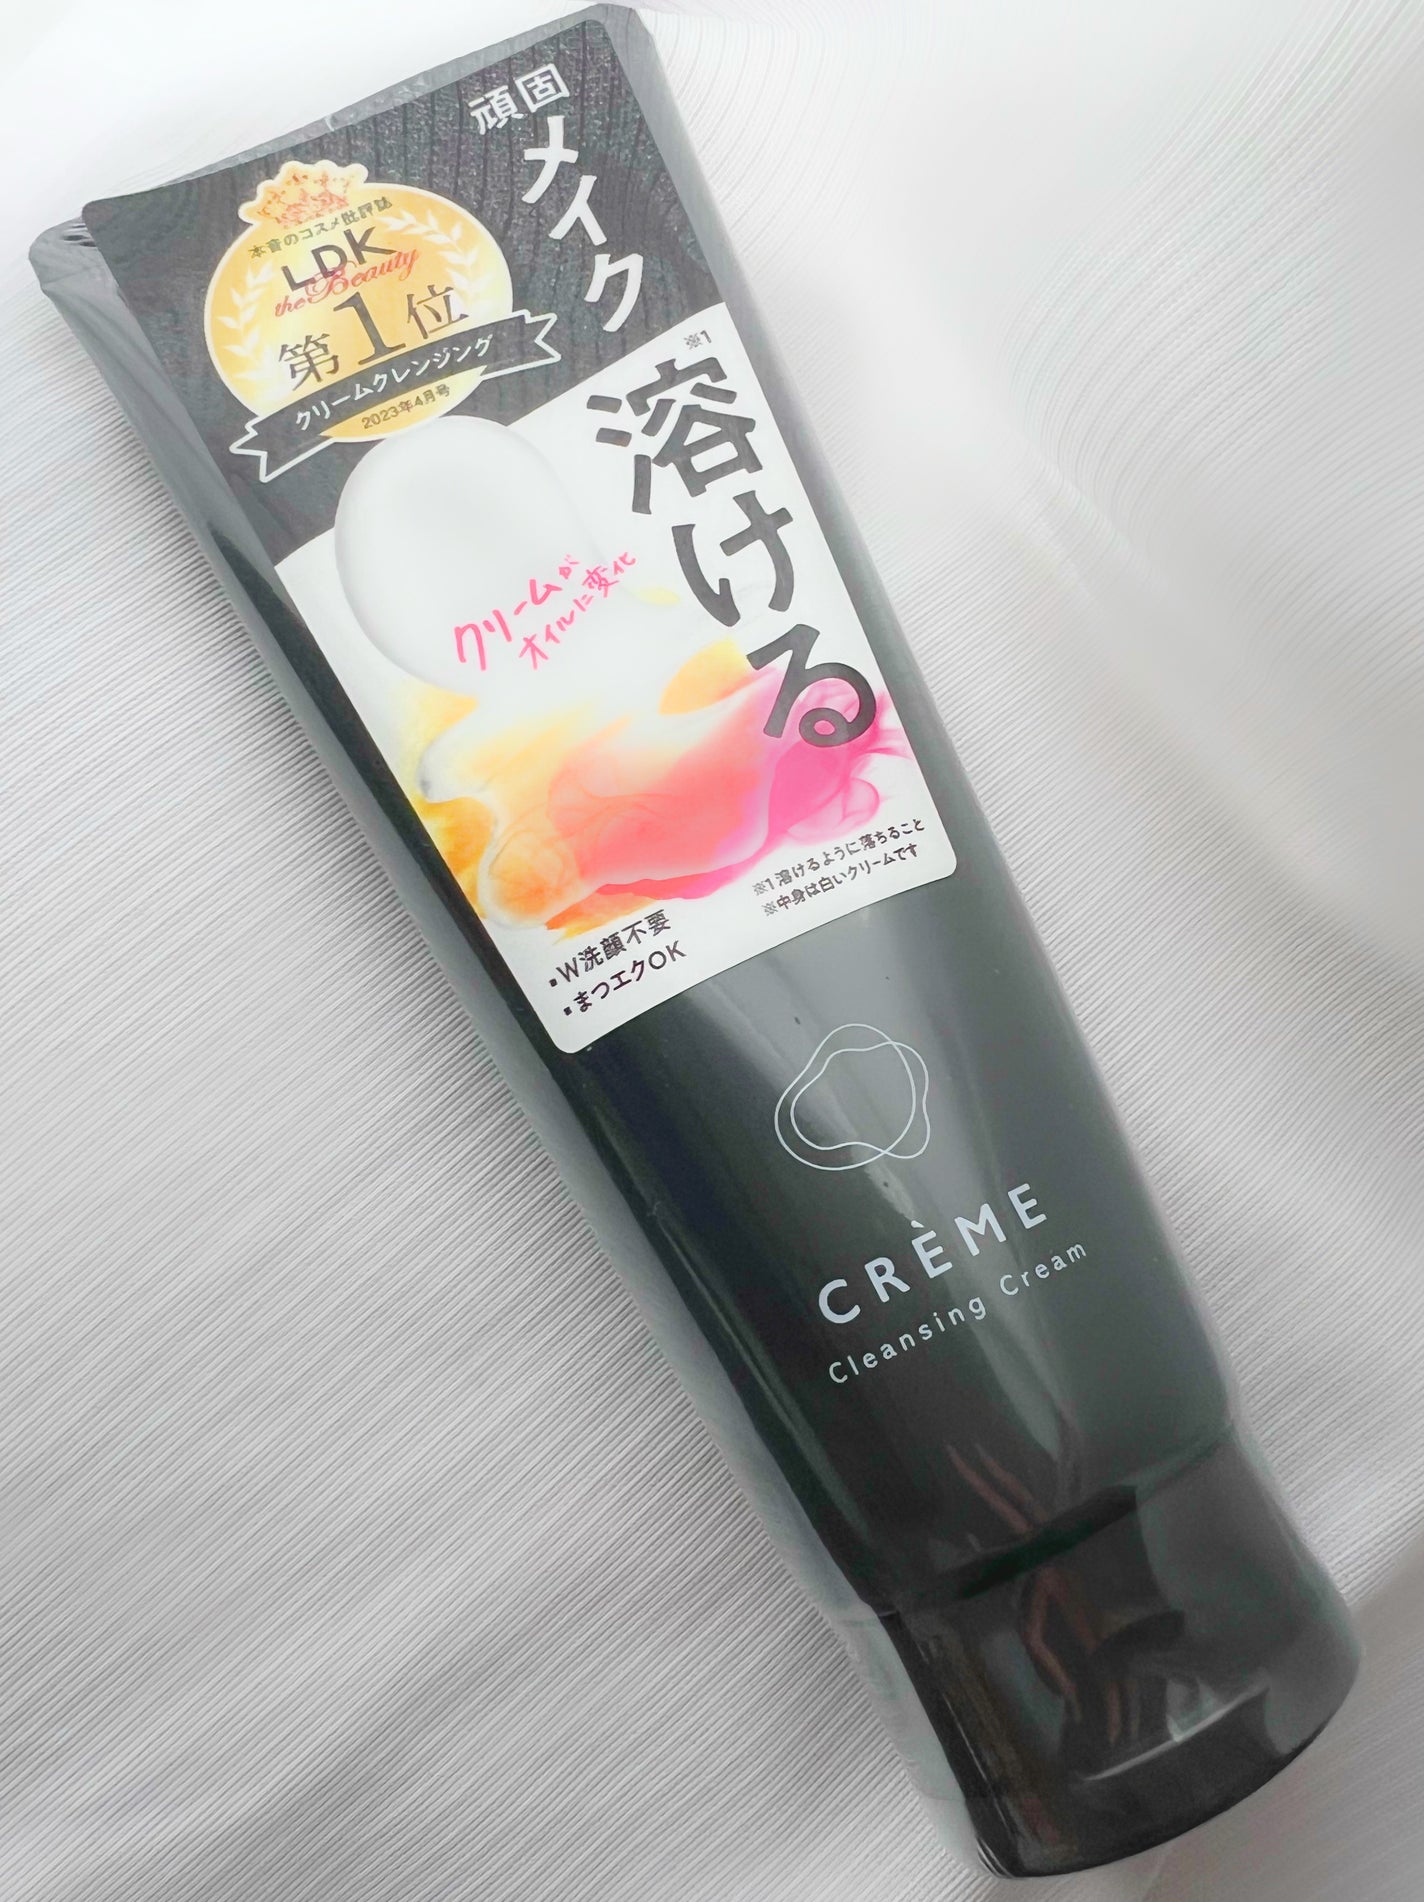 頑固
メイク
本音のコスメ批評誌
LDK
the Beauty
第1位
クリームクレンジング
2023年4月号
※1
溶ける
クリームが
オイルに変化
※1 溶けるように落ちること
※中身は白いクリームです
▪W洗顔不要
▪まつエクOK
CRÈME
Cleansing Cream